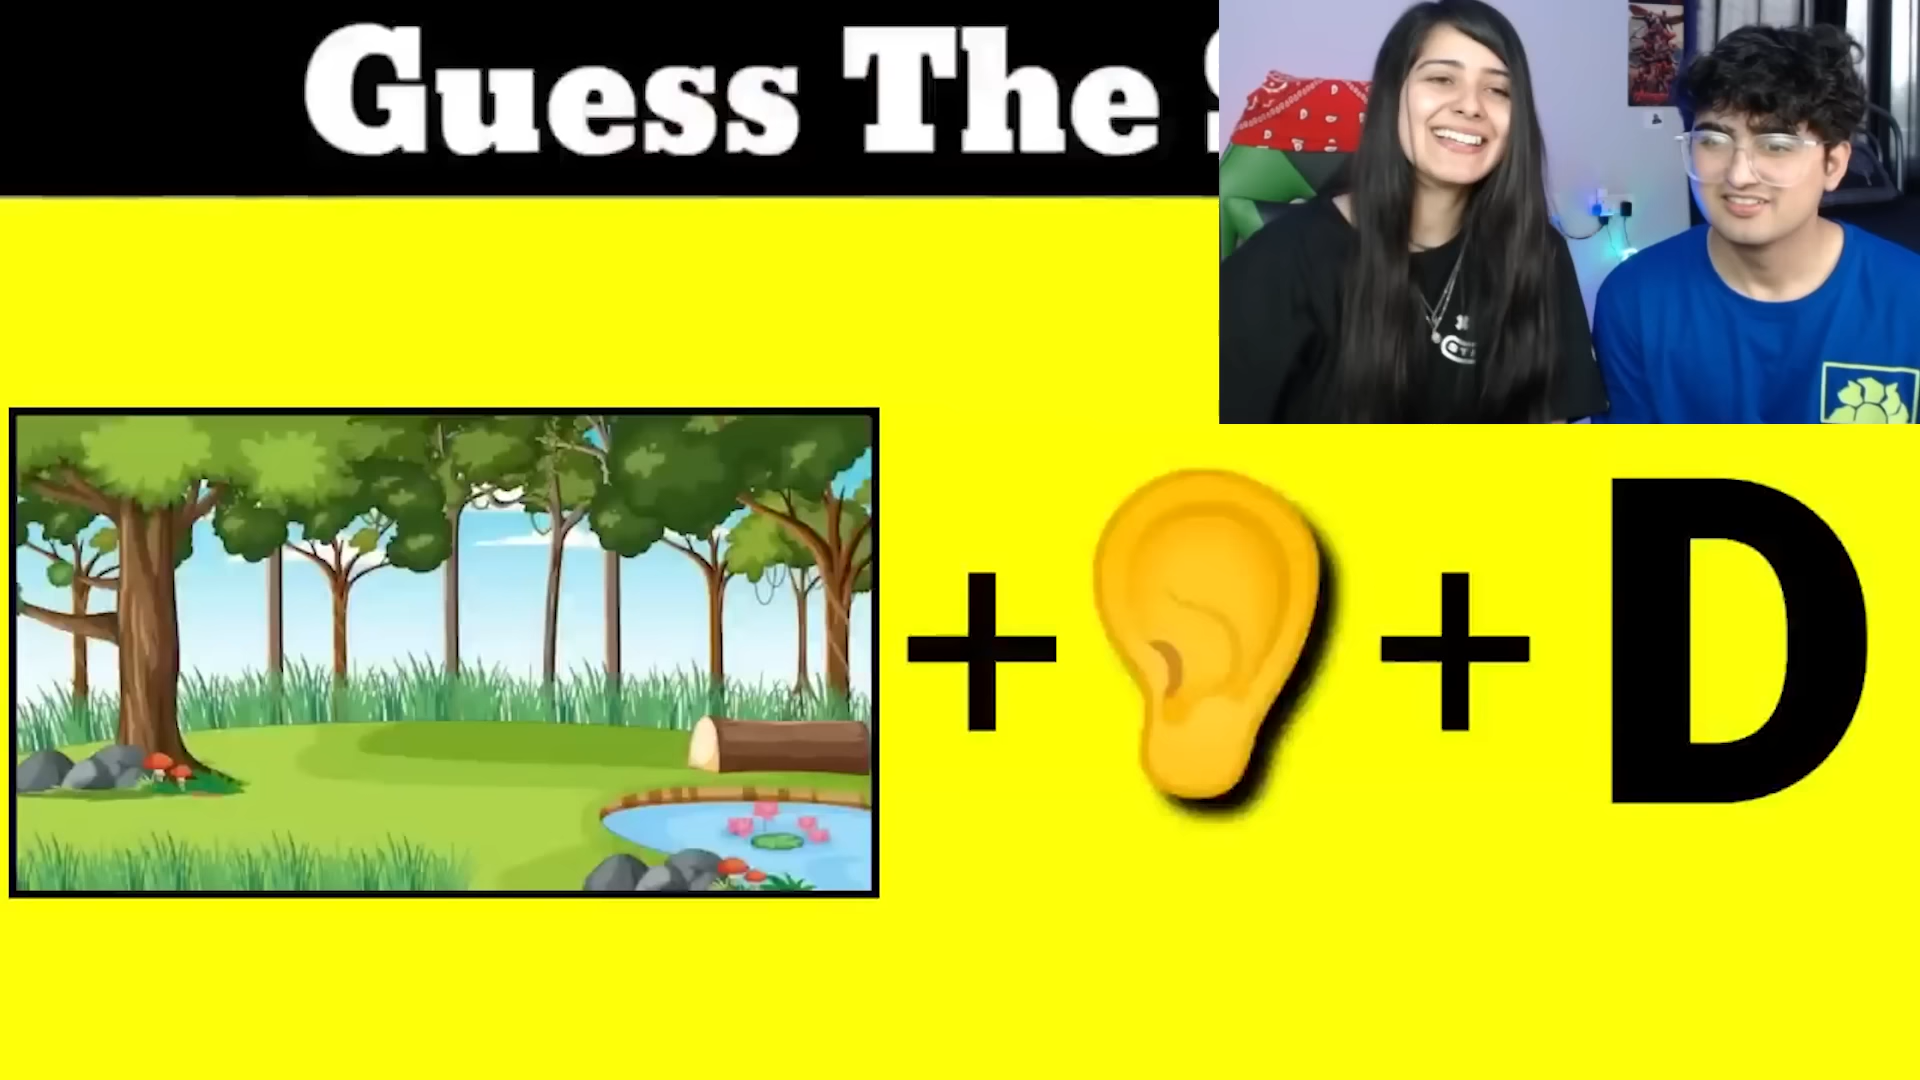 Guess The
+ + D